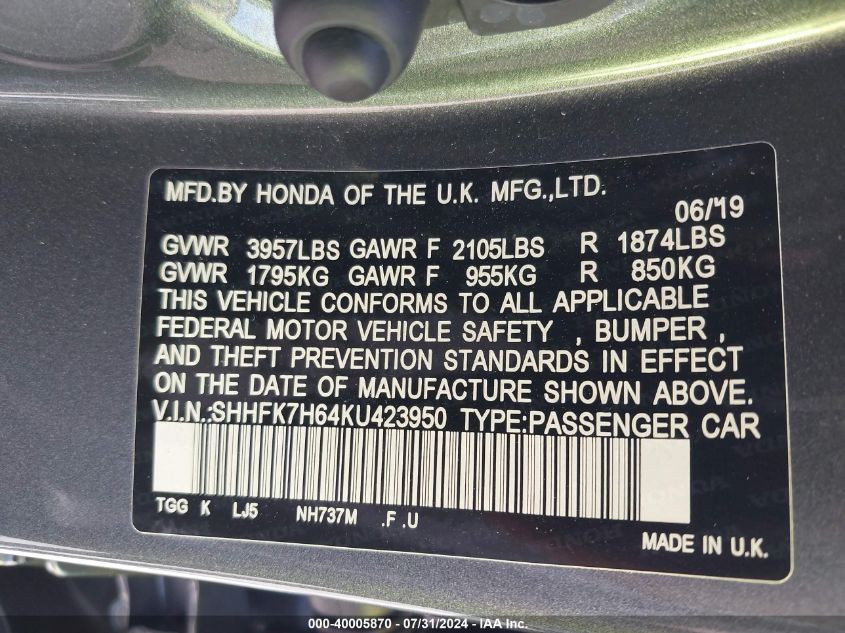 MFD.BY HONDA OF THE U.K. MFG.,LTD.
06/'19
GVWR 3957LBS GAWR F 2105LBS R 1874LBS
GVWR 1795KG GAWR F 955KG R 850KG
THIS VEHICLE CONFORMS TO ALL APPLICABLE
FEDERAL MOTOR VEHICLE SAFETY , BUMPER ,
AND THEFT PREVENTION STANDARDS IN EFFECT
ON THE DATE OF MANUFACTURE SHOWN ABOVE.
V.I.N.:SHHFK7H64KU423950 TYPE:PASSENGER CAR
TGG K LJ5 NH737M .F .U
MADE IN U.K.
000-40005870 / 07/31/2024 - IAA, Inc.